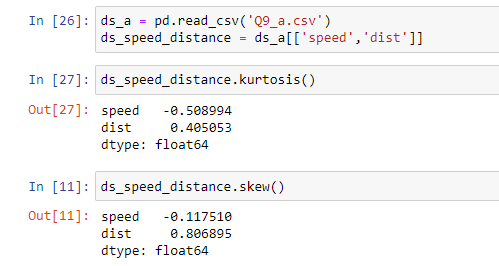 In [26]: ds_a = pd.read_csv('Q9_a.csv')
ds_speed_distance = ds_a[['speed','dist']]
In [27]: ds_speed_distance.kurtosis()
Out[27]: speed   -0.508994
dist     0.405053
dtype: float64
In [11]: ds_speed_distance.skew()
Out[11]: speed   -0.117510
dist     0.806895
dtype: float64